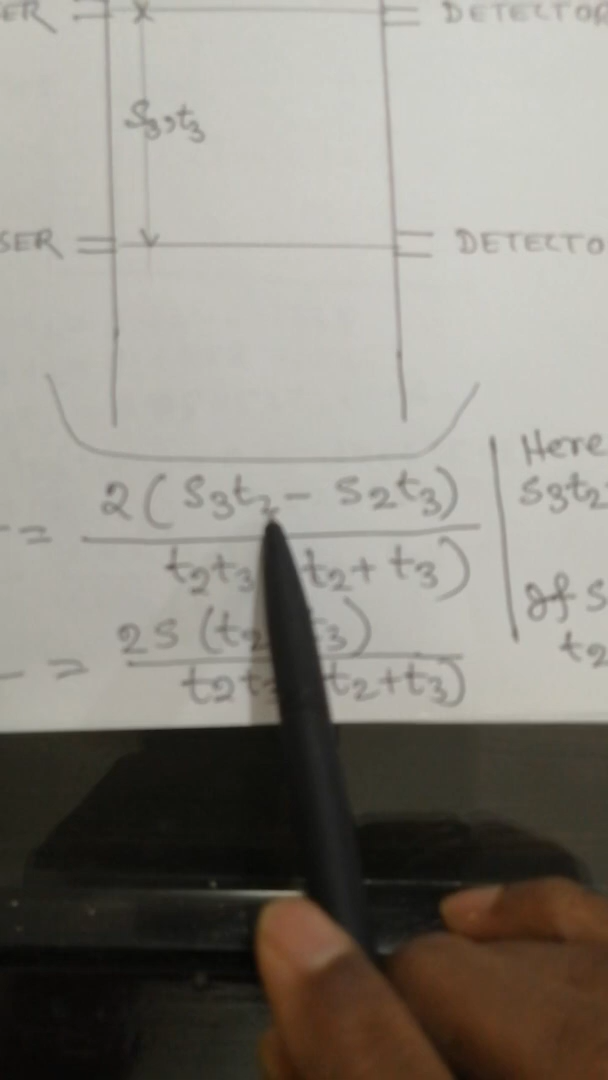 ER DETECTOR
S₃, t₃
SER DETECTO
Here
= 2 ( S₃t₂ - S₂t₃ ) S₃t₂
t₂t₃ t₂ + t₃ )
If S
= 2S ( t₂ t₃ )
t₂
t₂t₃ t₂+t₃ )